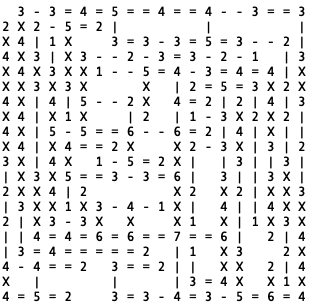 3 - 3 = 4 = 5 = = 4 = = 4 - - 3 = = 3
2 X 2 - 5 = 2 |           |           |
X 4 | 1 X     3 = 3 - 3 = 5 = 3 - - 2 |
4 X 3 | X 3 - - 2 - 3 = 3 - 2 - 1   | 3
X 4 X 3 X X 1 - - 5 = 4 - 3 = 4 = 4 | X
X X 3 X 3 X       X   | 2 = 5 = 3 X 2 X
4 X | 4 | 5 - - 2 X   4 = 2 | 2 | 4 | 3
4 X | X 1 X     | 2   | 1 - 3 X 2 X 2 |
4 X | 5 - 5 = = 6 - - 6 = 2 | 4 | X | |
4 X | X 4 = = 2 X     X 2 - 3 X | 3 | 2
3 X | 4 X   1 - 5 = 2 X |   | 3 | | 3 |
| X 3 X 5 = = 3 - 3 = 6 |   3 | | 3 X |
2 X X 4 | 2           X 2   X 2 | X X 3
| 3 X X 1 X 3 - 4 - 1 X |   4 | | 4 X X
2 | X 3 - 3 X   X     X 1   X | 1 X 3 X
| | 4 = 4 = 6 = 6 = = 7 = = 6 |   2 | 4
| 3 = 4 = = = = = 2   | 1   X 3     2 X
4 - 4 = = 2   3 = = 2 | |   X X   2 | 4
X   |         |       | 3 = 4 X   X 1 X
4 = 5 = 2     3 = 3 - 4 = 3 - 5 = 6 = 4